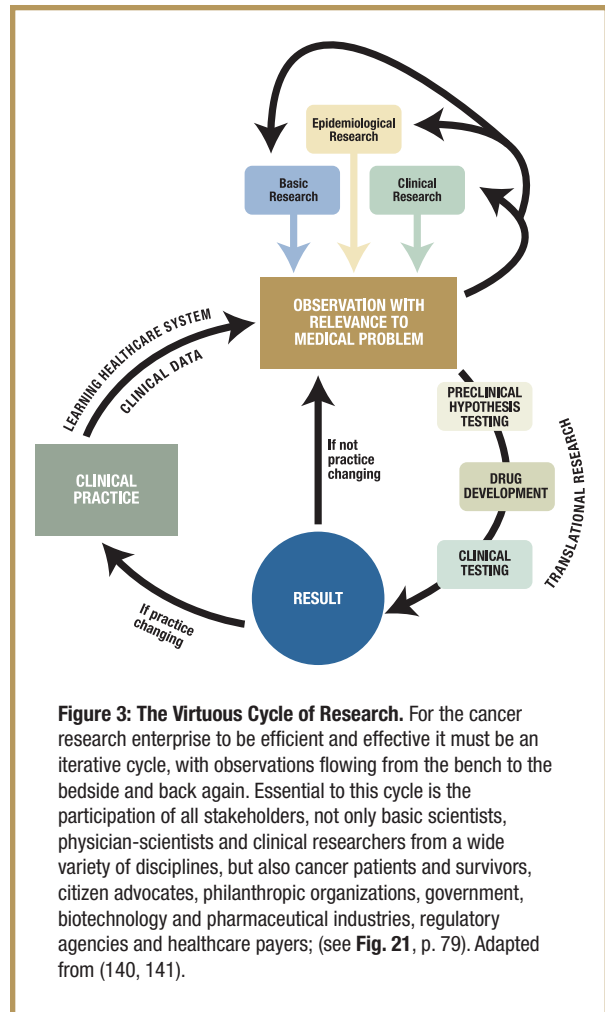 Epidemiological
Research
Basic
Research
Clinical
Research
OBSERVATION WITH
RELEVANCE TO
MEDICAL PROBLEM
LEARNING HEALTHCARE SYSTEM
CLINICAL DATA
PRECLINICAL
HYPOTHESIS
TESTING
DRUG
DEVELOPMENT
CLINICAL
TESTING
TRANSLATIONAL RESEARCH
If not
practice
changing
CLINICAL
PRACTICE
RESULT
If practice
changing
Figure 3: The Virtuous Cycle of Research. For the cancer
research enterprise to be efficient and effective it must be an
iterative cycle, with observations flowing from the bench to the
bedside and back again. Essential to this cycle is the
participation of all stakeholders, not only basic scientists,
physician-scientists and clinical researchers from a wide
variety of disciplines, but also cancer patients and survivors,
citizen advocates, philanthropic organizations, government,
biotechnology and pharmaceutical industries, regulatory
agencies and healthcare payers; (see Fig. 21, p. 79). Adapted
from (140, 141).